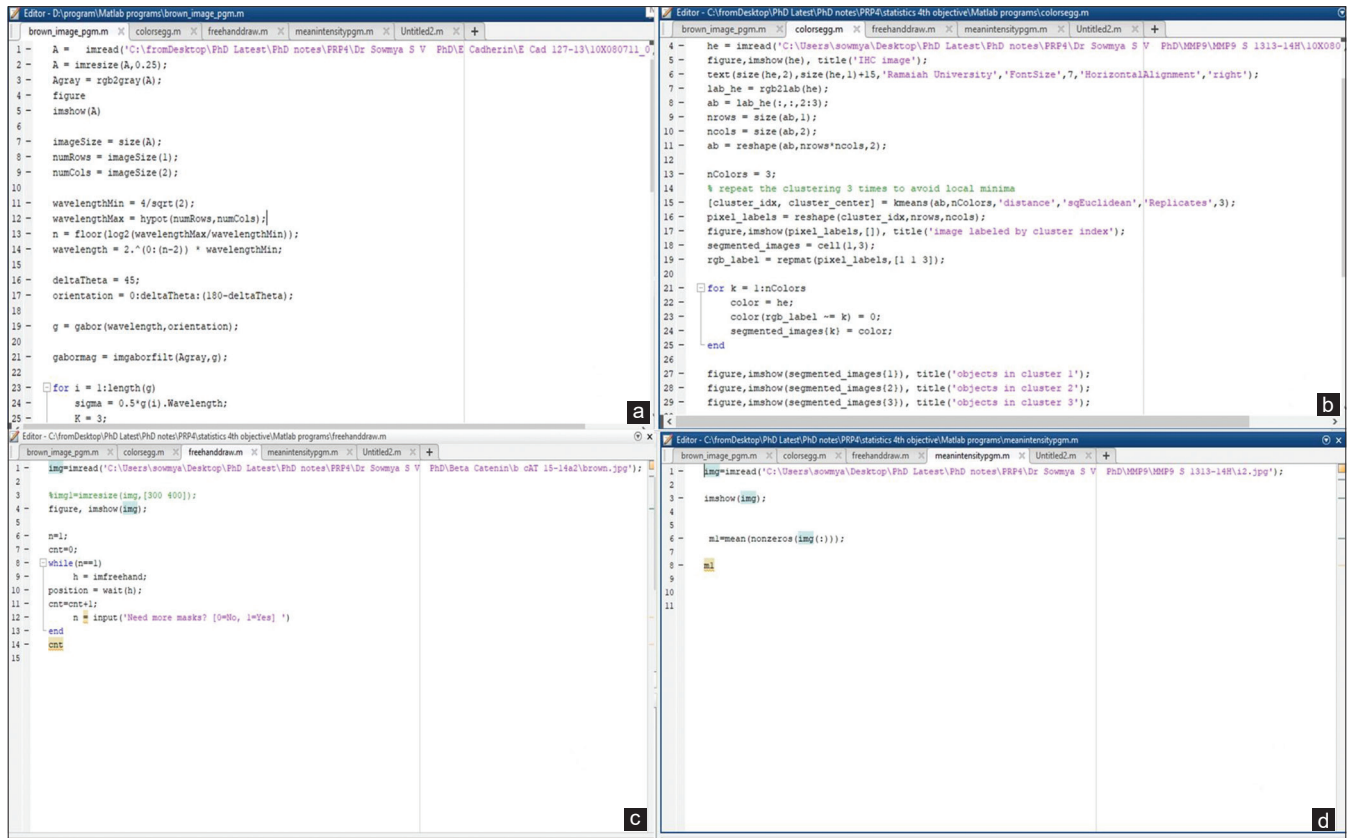 Editor - D:\program\Matlab programs\brown_image_pgm.m
brown_image_pgm.m × colorsegg.m × freehanddraw.m × meanintensitypgm.m × Untitled2.m × +
1 - A = imread('C:\fromDesktop\PhD Latest\PhD notes\PRP4\Dr Sowmya S V PhD\E Cadherin\E Cad 127-13\10X080711_0
2 - A = imresize(A,0.25);
3 - Agray = rgb2gray(A);
4 - figure
5 - imshow(A)
6
7 - imageSize = size(A);
8 - numRows = imageSize(1);
9 - numCols = imageSize(2);
10
11 - wavelengthMin = 4/sqrt(2);
12 - wavelengthMax = hypot(numRows,numCols);
13 - n = floor(log2(wavelengthMax/wavelengthMin));
14 - wavelength = 2.^(0:(n-2)) * wavelengthMin;
15
16 - deltaTheta = 45;
17 - orientation = 0:deltaTheta:(180-deltaTheta);
18
19 - g = gabor(wavelength,orientation);
20
21 - gabormag = imgaborfilt(Agray,g);
22
23 - for i = 1:length(g)
24 - sigma = 0.5*g(i).Wavelength;
25 - K = 3;
a
Editor - C:\fromDesktop\PhD Latest\PhD notes\PRP4\statistics 4th objective\Matlab programs\colorsegg.m
brown_image_pgm.m × colorsegg.m × freehanddraw.m × meanintensitypgm.m × Untitled2.m × +
4 - he = imread('C:\Users\sowmya\Desktop\PhD Latest\PhD notes\PRP4\Dr Sowmya S V PhD\MMP9\MMP9 S 1313-14H\10X080
5 - figure,imshow(he), title('IHC image');
6 - text(size(he,2),size(he,1)+15,'Ramaiah University','FontSize',7,'HorizontalAlignment','right');
7 - lab_he = rgb2lab(he);
8 - ab = lab_he(:,:,2:3);
9 - nrows = size(ab,1);
10 - ncols = size(ab,2);
11 - ab = reshape(ab,nrows*ncols,2);
12
13 - nColors = 3;
14 % repeat the clustering 3 times to avoid local minima
15 - [cluster_idx, cluster_center] = kmeans(ab,nColors,'distance','sqEuclidean','Replicates',3);
16 - pixel_labels = reshape(cluster_idx,nrows,ncols);
17 - figure,imshow(pixel_labels,[]), title('image labeled by cluster index');
18 - segmented_images = cell(1,3);
19 - rgb_label = repmat(pixel_labels,[1 1 3]);
20
21 - for k = 1:nColors
22 - color = he;
23 - color(rgb_label ~= k) = 0;
24 - segmented_images{k} = color;
25 - end
26
27 - figure,imshow(segmented_images{1}), title('objects in cluster 1');
28 - figure,imshow(segmented_images{2}), title('objects in cluster 2');
29 - figure,imshow(segmented_images{3}), title('objects in cluster 3');
b
Editor - C:\fromDesktop\PhD Latest\PhD notes\PRP4\statistics 4th objective\Matlab programs\freehanddraw.m
brown_image_pgm.m × colorsegg.m × freehanddraw.m × meanintensitypgm.m × Untitled2.m × +
1 - img=imread('C:\Users\sowmya\Desktop\PhD Latest\PhD notes\PRP4\Dr Sowmya S V PhD\Beta Catenin\b cAT 15-14a2\brown.jpg');
2
3 %img1=imresize(img,[300 400]);
4 - figure, imshow(img);
5
6 - n=1;
7 - cnt=0;
8 - while(n==1)
9 - h = imfreehand;
10 - position = wait(h);
11 - cnt=cnt+1;
12 - n = input('Need more masks? [0=No, 1=Yes] ')
13 - end
14 - cnt
15
c
Editor - C:\fromDesktop\PhD Latest\PhD notes\PRP4\statistics 4th objective\Matlab programs\meanintensitypgm.m
brown_image_pgm.m × colorsegg.m × freehanddraw.m × meanintensitypgm.m × Untitled2.m × +
1 - img=imread('C:\Users\sowmya\Desktop\PhD Latest\PhD notes\PRP4\Dr Sowmya S V PhD\MMP9\MMP9 S 1313-14H\i2.jpg');
2
3 - imshow(img);
4
5
6 - m1=mean(nonzeros(img(:)));
7
8 - m1
9
10
11
d